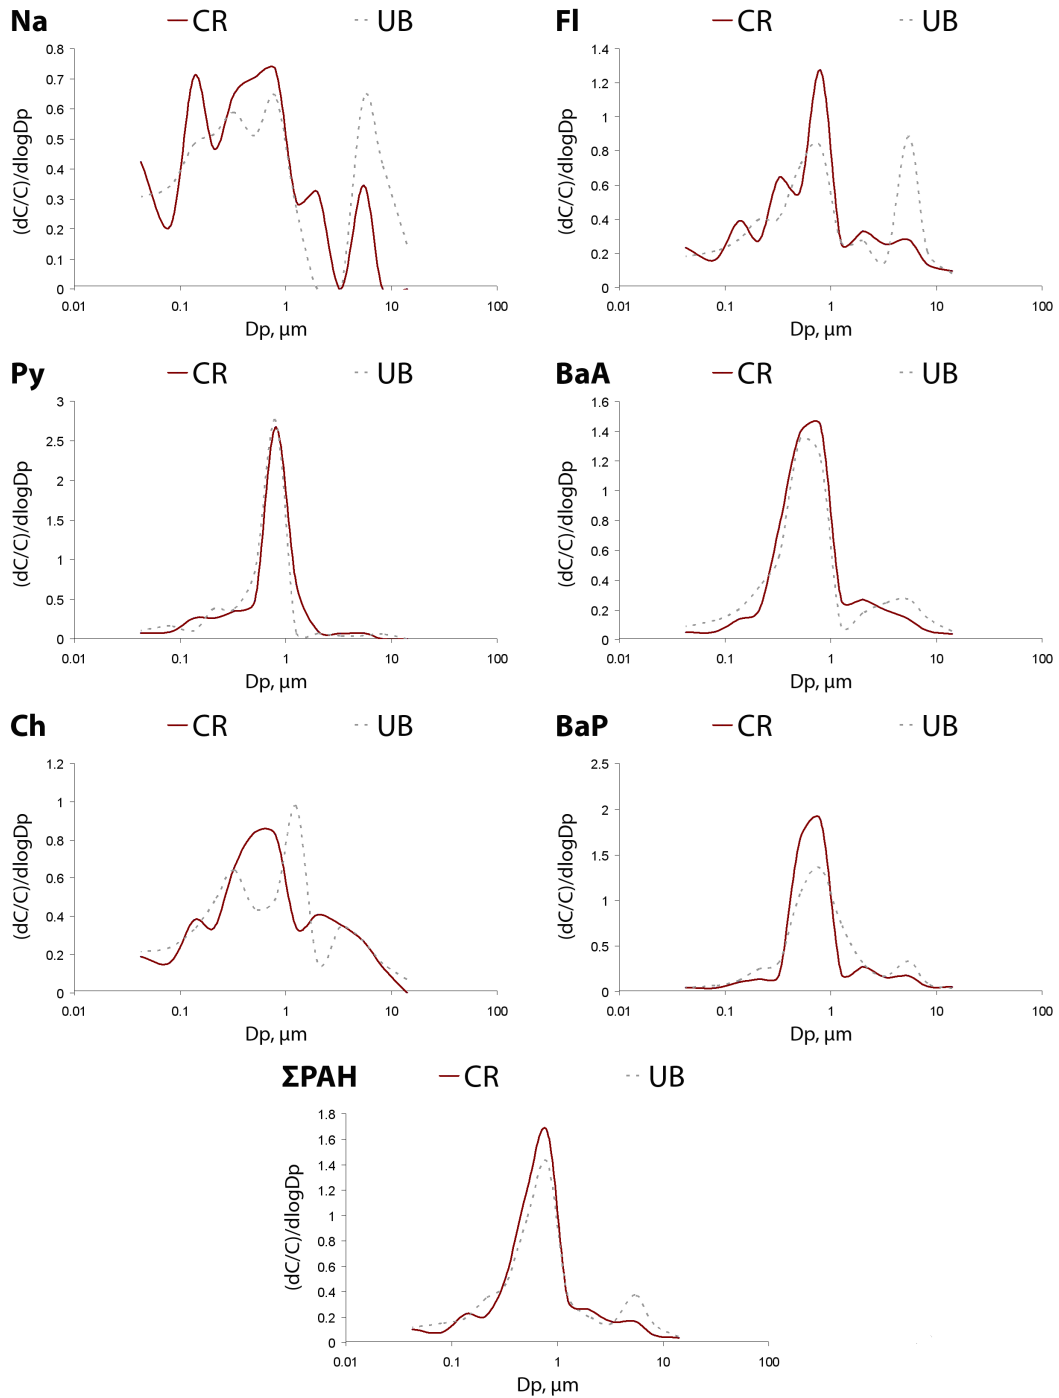 Na CR UB
0.8
0.7
0.6
0.5
0.4
0.3
0.2
0.1
0
(dC/C)/dlogDp
0.01 0.1 1 10 100
Dp, μm
Fl CR UB
1.4
1.2
1
0.8
0.6
0.4
0.2
0
(dC/C)/dlogDp
0.01 0.1 1 10 100
Dp, μm
Py CR UB
3
2.5
2
1.5
1
0.5
0
(dC/C)/dlogDp
0.01 0.1 1 10 100
Dp, μm
BaA CR UB
1.6
1.4
1.2
1
0.8
0.6
0.4
0.2
0
(dC/C)/dlogDp
0.01 0.1 1 10 100
Dp, μm
Ch CR UB
1.2
1
0.8
0.6
0.4
0.2
0
(dC/C)/dlogDp
0.01 0.1 1 10 100
Dp, μm
BaP CR UB
2.5
2
1.5
1
0.5
0
(dC/C)/dlogDp
0.01 0.1 1 10 100
Dp, μm
ΣPAH CR UB
1.8
1.6
1.4
1.2
1
0.8
0.6
0.4
0.2
0
(dC/C)/dlogDp
0.01 0.1 1 10 100
Dp, μm